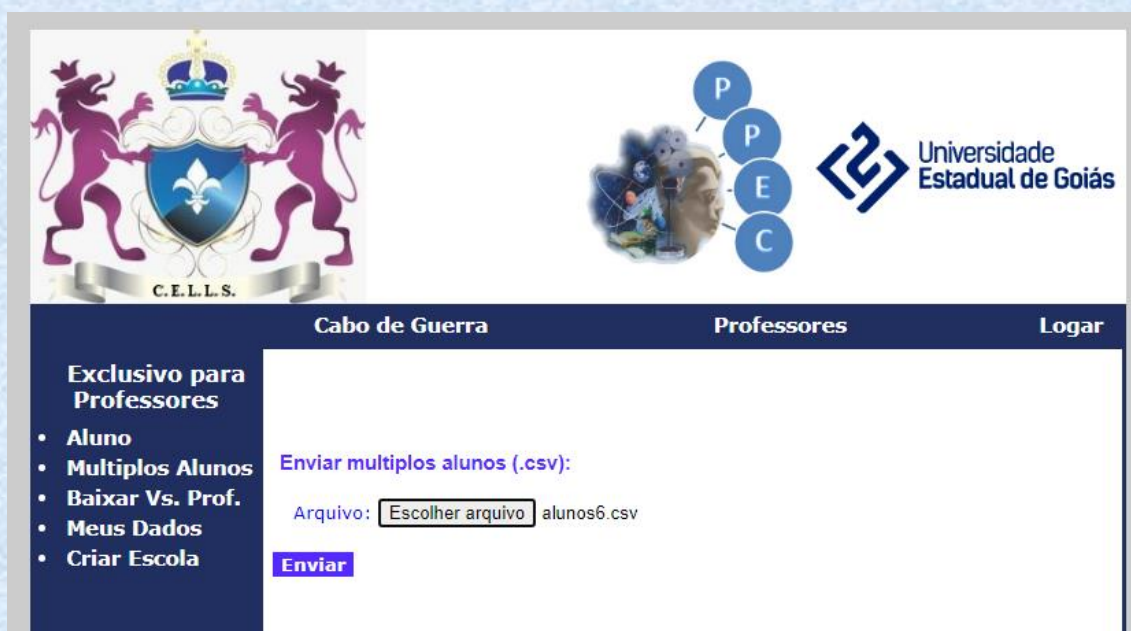 C.E.L.L.S.
P
P
E
C
Universidade
Estadual de Goiás
Cabo de Guerra Professores Logar
Exclusivo para
Professores
• Aluno
• Multiplos Alunos
• Baixar Vs. Prof.
• Meus Dados
• Criar Escola
Enviar multiplos alunos (.csv):
Arquivo: Escolher arquivo alunos6.csv
Enviar